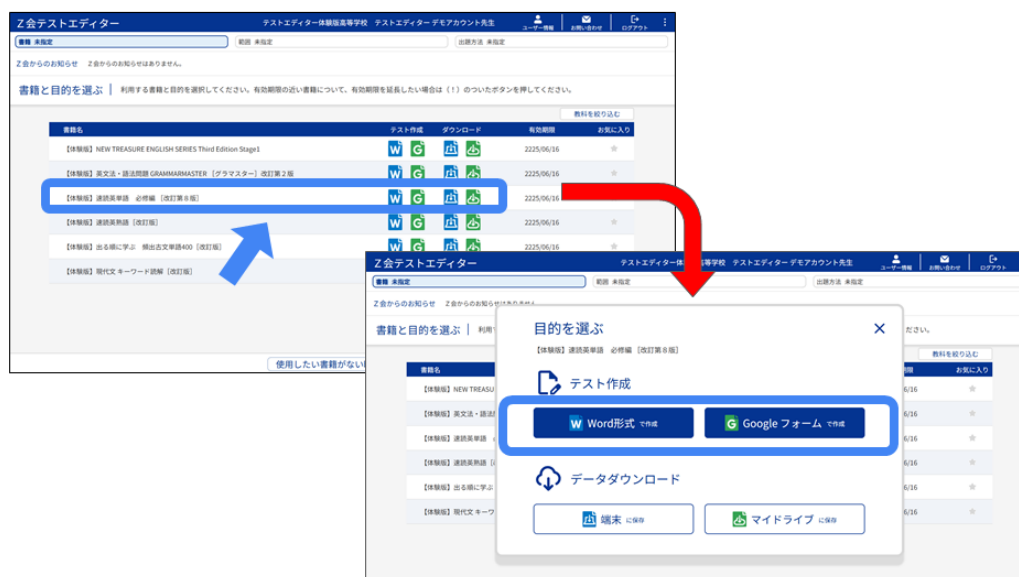 Z会テストエディター
テストエディター体験版高等学校 テストエディター デモアカウント先生
ユーザー情報
お問い合わせ
ログアウト
書籍 未指定
範囲 未指定
出題方法 未指定
Z会からのお知らせ Z会からのお知らせはありません。
書籍と目的を選ぶ 利用する書籍と目的を選択してください。有効期限の近い書籍について、有効期限を延長したい場合は(!)のついたボタンを押してください。
教科を絞り込む
書籍名 テスト作成 ダウンロード 有効期限 お気に入り
【体験版】NEW TREASURE ENGLISH SERIES Third Edition Stage1 2225/06/16
【体験版】英文法・語法問題 GRAMMARMASTER [グラマスター] 改訂第2版 2225/06/16
【体験版】速読英単語 必修編 [改訂第8版] 2225/06/16
【体験版】速読英熟語 [改訂版] 2225/06/16
【体験版】出る順に学ぶ 頻出古文単語400 [改訂版] 2225/06/16
【体験版】現代文 キーワード読解 [改訂版]
使用したい書籍がない
Z会テストエディター
テストエディター体 高等学校 テストエディター デモアカウント先生
ユーザー情報
お問い合わせ
ログアウト
書籍 未指定
範囲 未指定
出題方法 未指定
Z会からのお知らせ Z会からのお知らせはありません。
書籍と目的を選ぶ 利用 ださい。
教科を絞り込む
書籍名 期限 お気に入り
【体験版】NEW TREASU 6/16
【体験版】英文法・語法 6/16
【体験版】速読英単語 6/16
【体験版】速読英熟語 6/16
【体験版】出る順に学ぶ 6/16
【体験版】現代文 キーワ 6/16
目的を選ぶ
【体験版】速読英単語 必修編 [改訂第8版]
テスト作成
W Word形式 で作成
G Google フォーム で作成
データダウンロード
端末 に保存
マイドライブ に保存